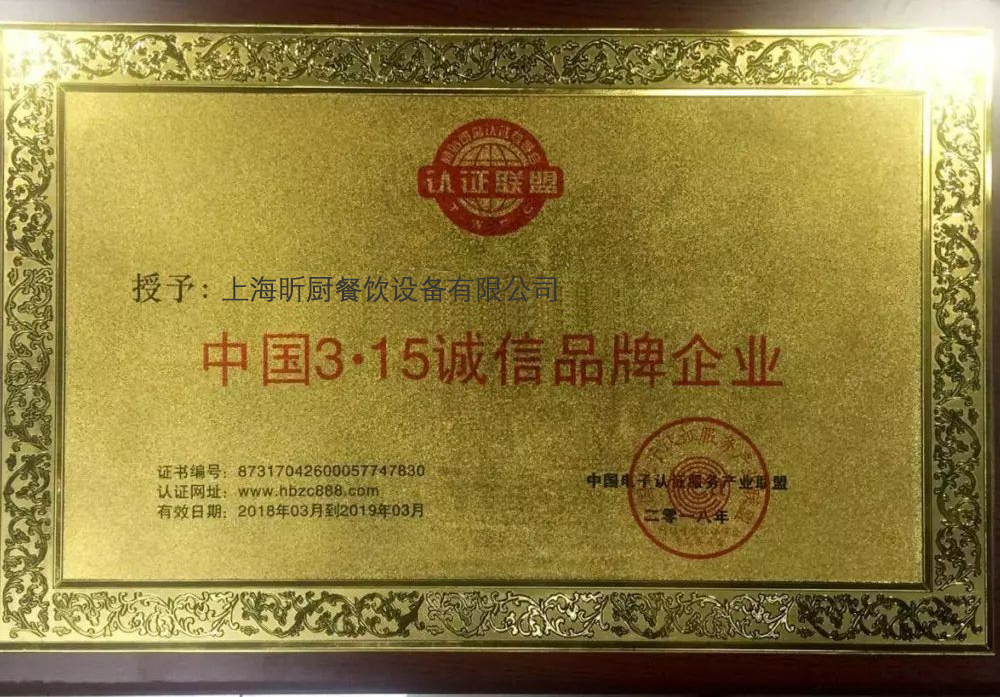 认证联盟
授予：上海昕厨餐饮设备有限公司
中国3·15诚信品牌企业
证书编号：87317042600057747830
认证网址：www.hbzc888.com
有效日期：2018年03月到2019年03月
中国电子认证服务产业联盟
二零一八年